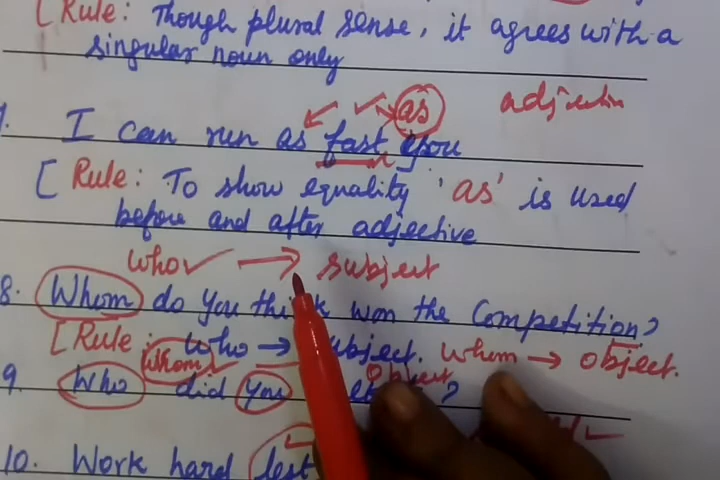 [Rule: Though plural sense, it agrees with a
singular noun only
as adjective
7. I can run as fast you
[Rule: To show equality 'as' is used
before and after adjective
who → subject
8. Whom do you think won the Competition?
[Rule: who → subject. whom → object.
whom object
9. Who did you ?
10. Work hard lest